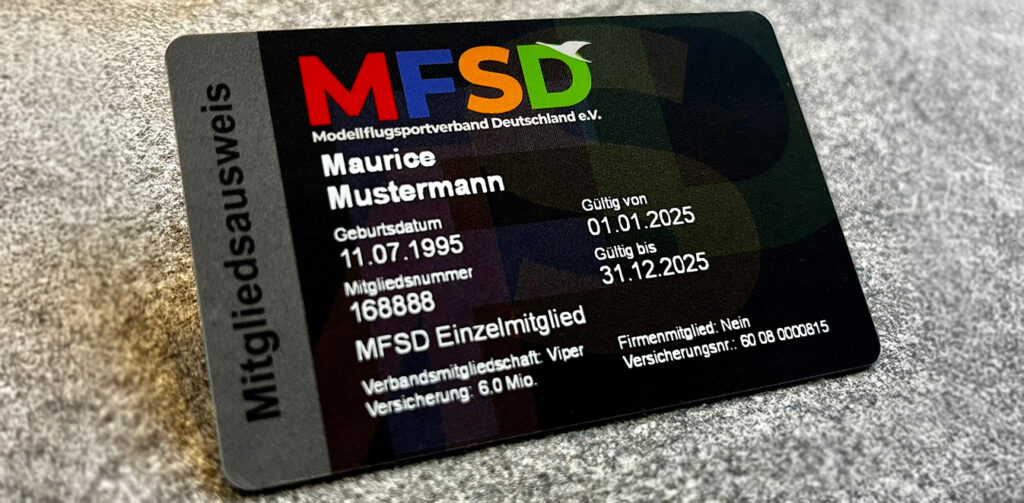 Mitgliedsausweis
MFSD
Modellflugsportverband Deutschland e.V.
Maurice
Mustermann
Geburtsdatum
11.07.1995
Mitgliedsnummer
168888
Gültig von
01.01.2025
Gültig bis
31.12.2025
MFSD Einzelmitglied
Verbandsmitgliedschaft: Viper
Versicherung: 6.0 Mio.
Firmenmitglied: Nein
Versicherungsnr.: 60 08 0000815